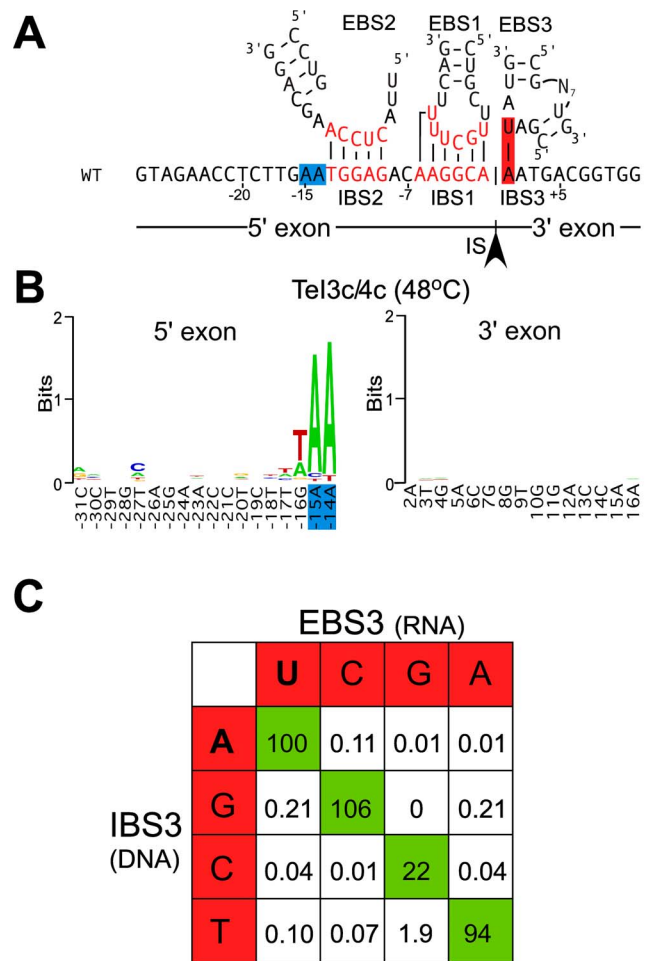 A
EBS2 EBS1 EBS3
5' 3' 5' 3' 5' 3' 5'
N7
3'
5'
ACCUC
UUUCGU
U
WT GTAGAACCTCTTGAATGGAGACAAGGCA AATGACGGTGG
-20 -15 IBS2 -7 IBS1 IBS3 +5
5' exon IS 3' exon
B
Tel3c/4c (48°C)
5' exon
2
1
0
Bits
-31C -30C -29T -28G -27T -26A -25G -24A -23A -22C -21C -20T -19C -18T -17T -16G -15A -14A
3' exon
2
1
0
Bits
2A 3T 4G 5A 6C 7G 8G 9T 10G 11G 12A 13C 14C 15A 16A
C
EBS3 (RNA)
U C G A
IBS3 (DNA)
A 100 0.11 0.01 0.01
G 0.21 106 0 0.21
C 0.04 0.01 22 0.04
T 0.10 0.07 1.9 94